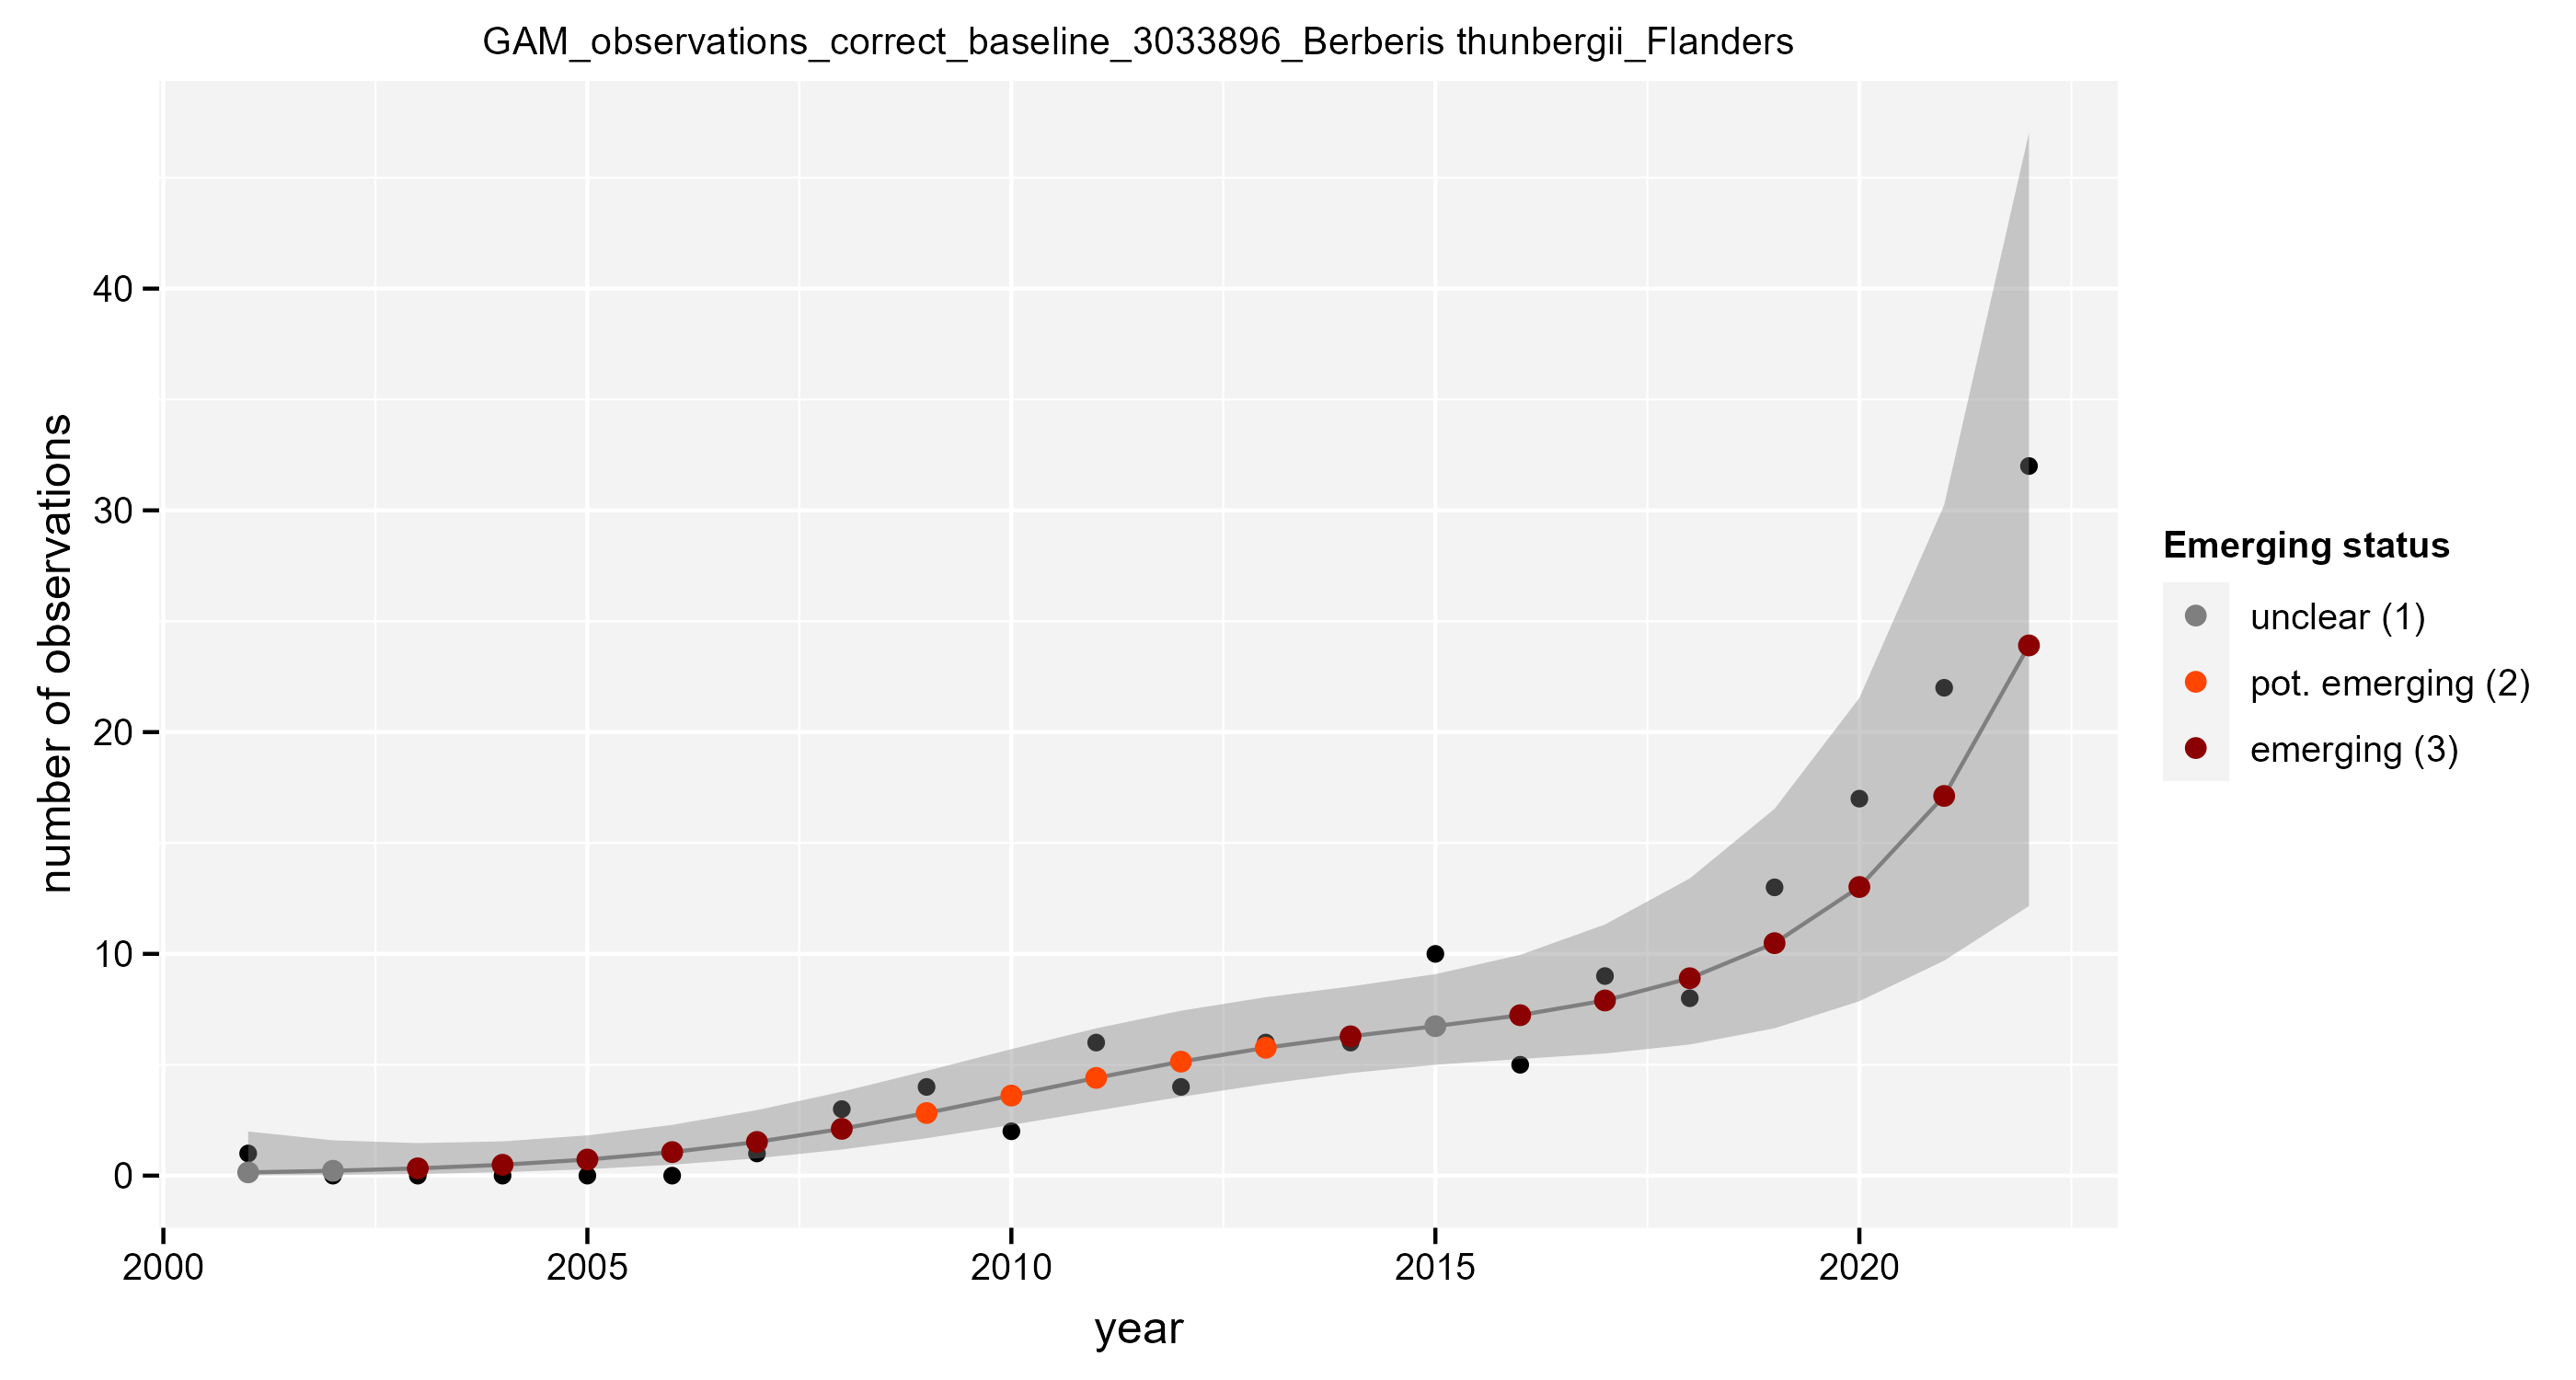 GAM_observations_correct_baseline_3033896_Berberis thunbergii_Flanders
number of observations
40
30
20
10
0
2000 2005 2010 2015 2020
year
Emerging status
unclear (1)
pot. emerging (2)
emerging (3)